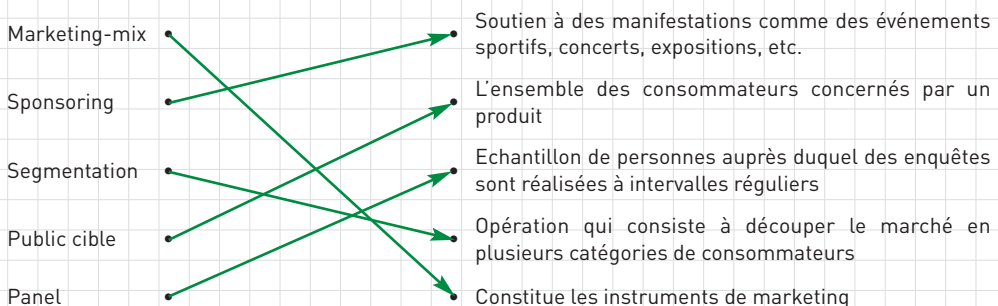 Marketing-mix
Sponsoring
Segmentation
Public cible
Panel
Soutien à des manifestations comme des événements
sportifs, concerts, expositions, etc.
L’ensemble des consommateurs concernés par un
produit
Echantillon de personnes auprès duquel des enquêtes
sont réalisées à intervalles réguliers
Opération qui consiste à découper le marché en
plusieurs catégories de consommateurs
Constitue les instruments de marketing